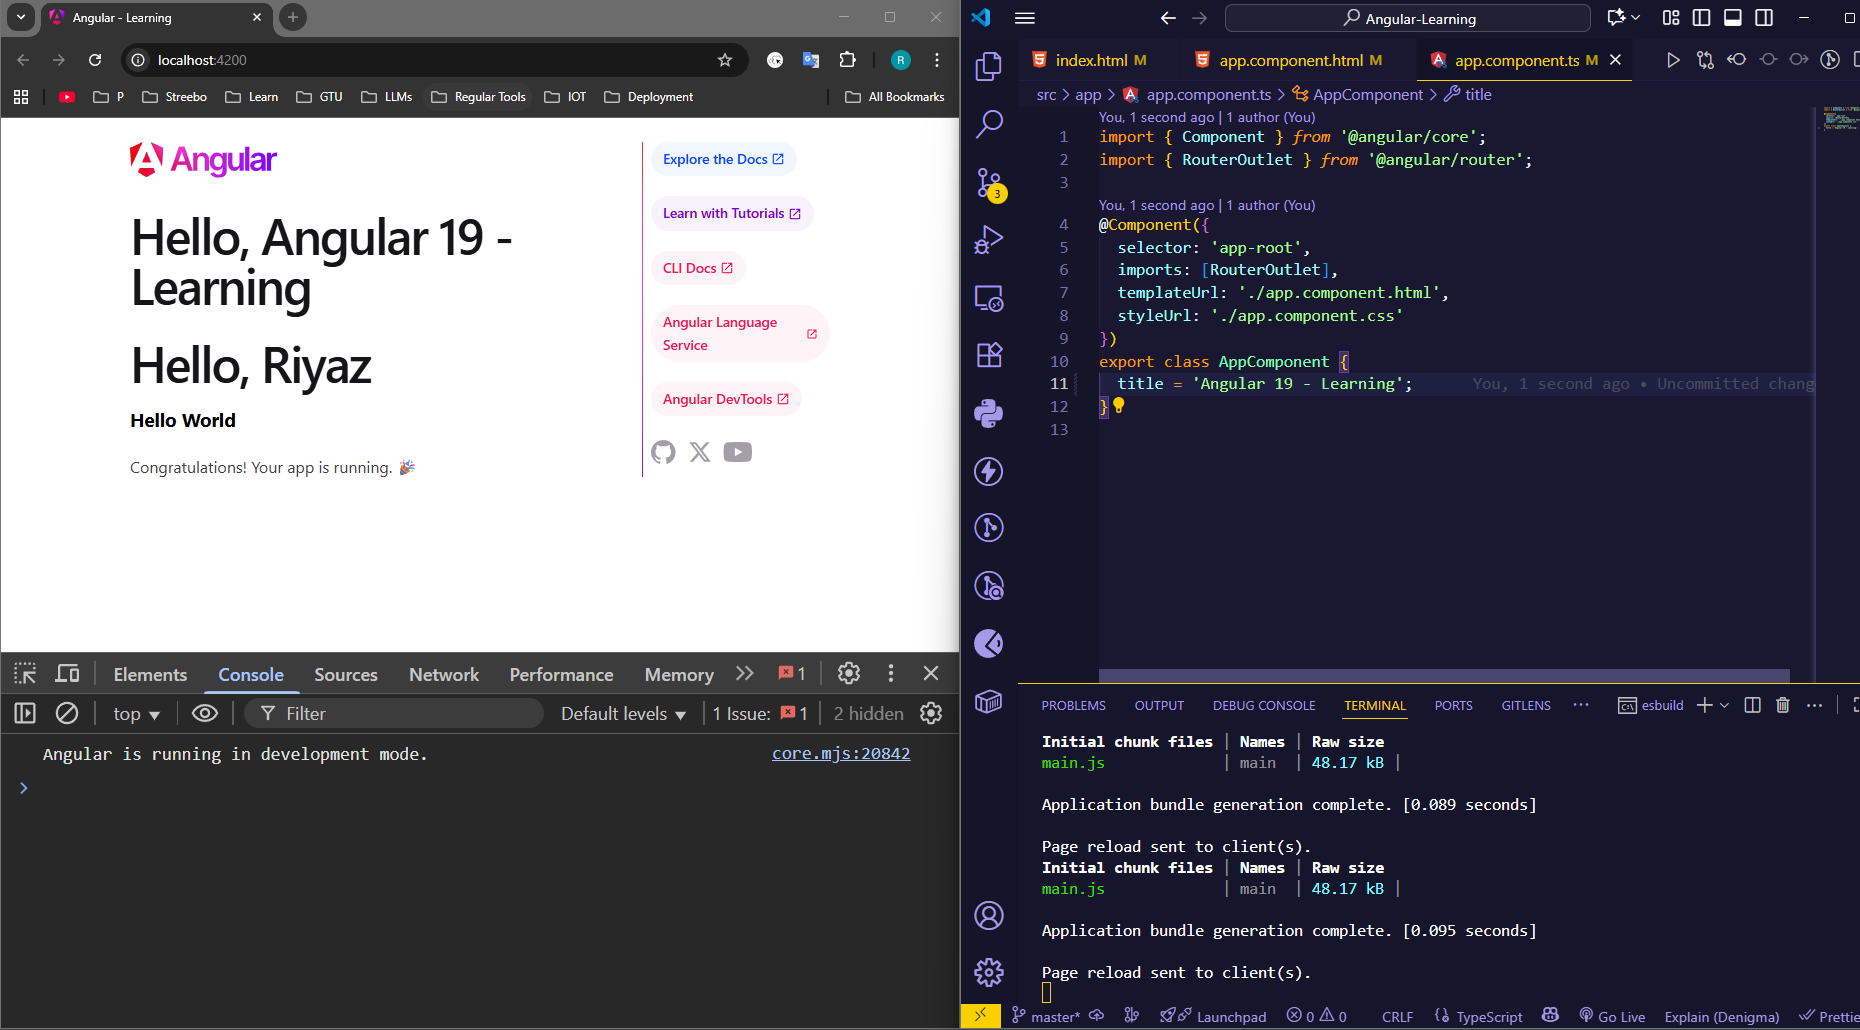 Angular - Learning
localhost:4200
R
P
Streebo
Learn
GTU
LLMs
Regular Tools
IOT
Deployment
All Bookmarks
Angular
Hello, Angular 19 -
Learning
Hello, Riyaz
Hello World
Congratulations! Your app is running. 🎉
Explore the Docs
Learn with Tutorials
CLI Docs
Angular Language
Service
Angular DevTools
Elements
Console
Sources
Network
Performance
Memory
1
top
Filter
Default levels
1 Issue: 1
2 hidden
Angular is running in development mode.
core.mjs:20842
Angular-Learning
index.html M
app.component.html M
app.component.ts M
src > app > app.component.ts > AppComponent > title
You, 1 second ago | 1 author (You)
1 import { Component } from '@angular/core';
2 import { RouterOutlet } from '@angular/router';
3
You, 1 second ago | 1 author (You)
4 @Component({
5 selector: 'app-root',
6 imports: [RouterOutlet],
7 templateUrl: './app.component.html',
8 styleUrl: './app.component.css'
9 })
10 export class AppComponent {
11 title = 'Angular 19 - Learning'; You, 1 second ago • Uncommitted chang
12 }
13
3
PROBLEMS
OUTPUT
DEBUG CONSOLE
TERMINAL
PORTS
GITLENS
esbuild
Initial chunk files | Names | Raw size
main.js | main | 48.17 kB |
Application bundle generation complete. [0.089 seconds]
Page reload sent to client(s).
Initial chunk files | Names | Raw size
main.js | main | 48.17 kB |
Application bundle generation complete. [0.095 seconds]
Page reload sent to client(s).
master*
Launchpad
0
0
CRLF
TypeScript
Go Live
Explain (Denigma)
Prettie